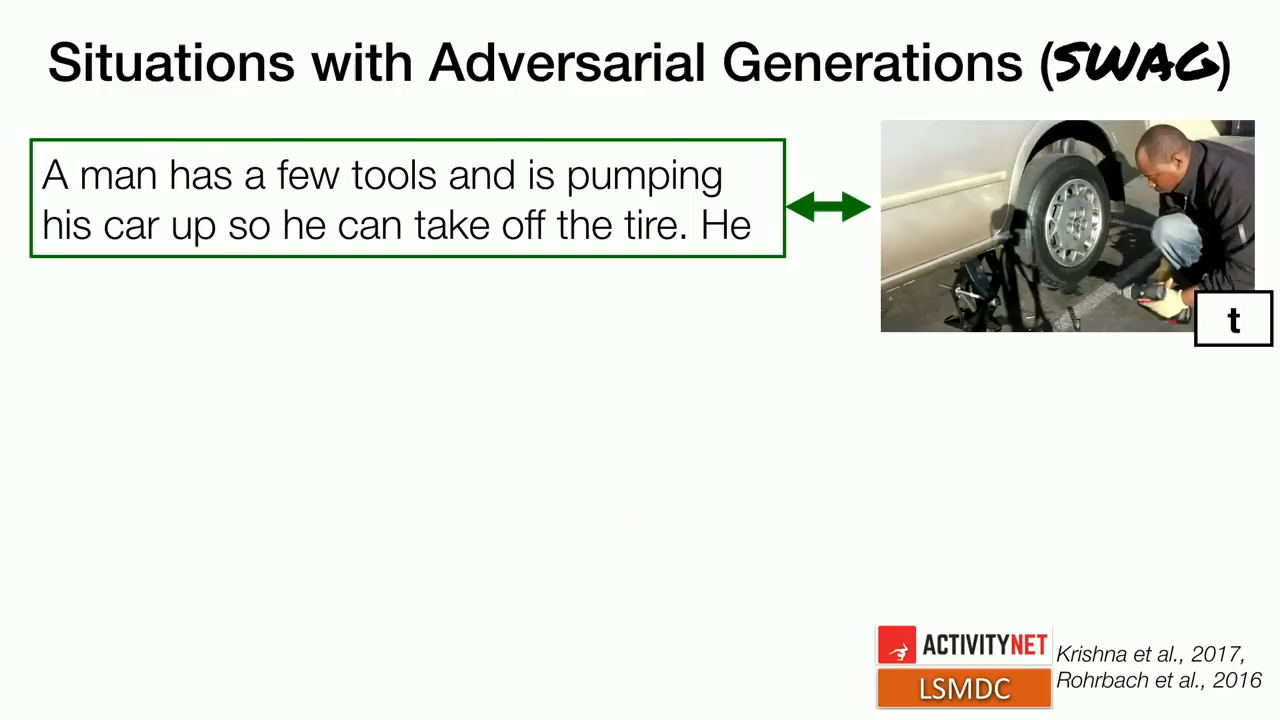 Situations with Adversarial Generations (SWAG)
A man has a few tools and is pumping
his car up so he can take off the tire. He
t
ACTIVITYNET
LSMDC
Krishna et al., 2017,
Rohrbach et al., 2016